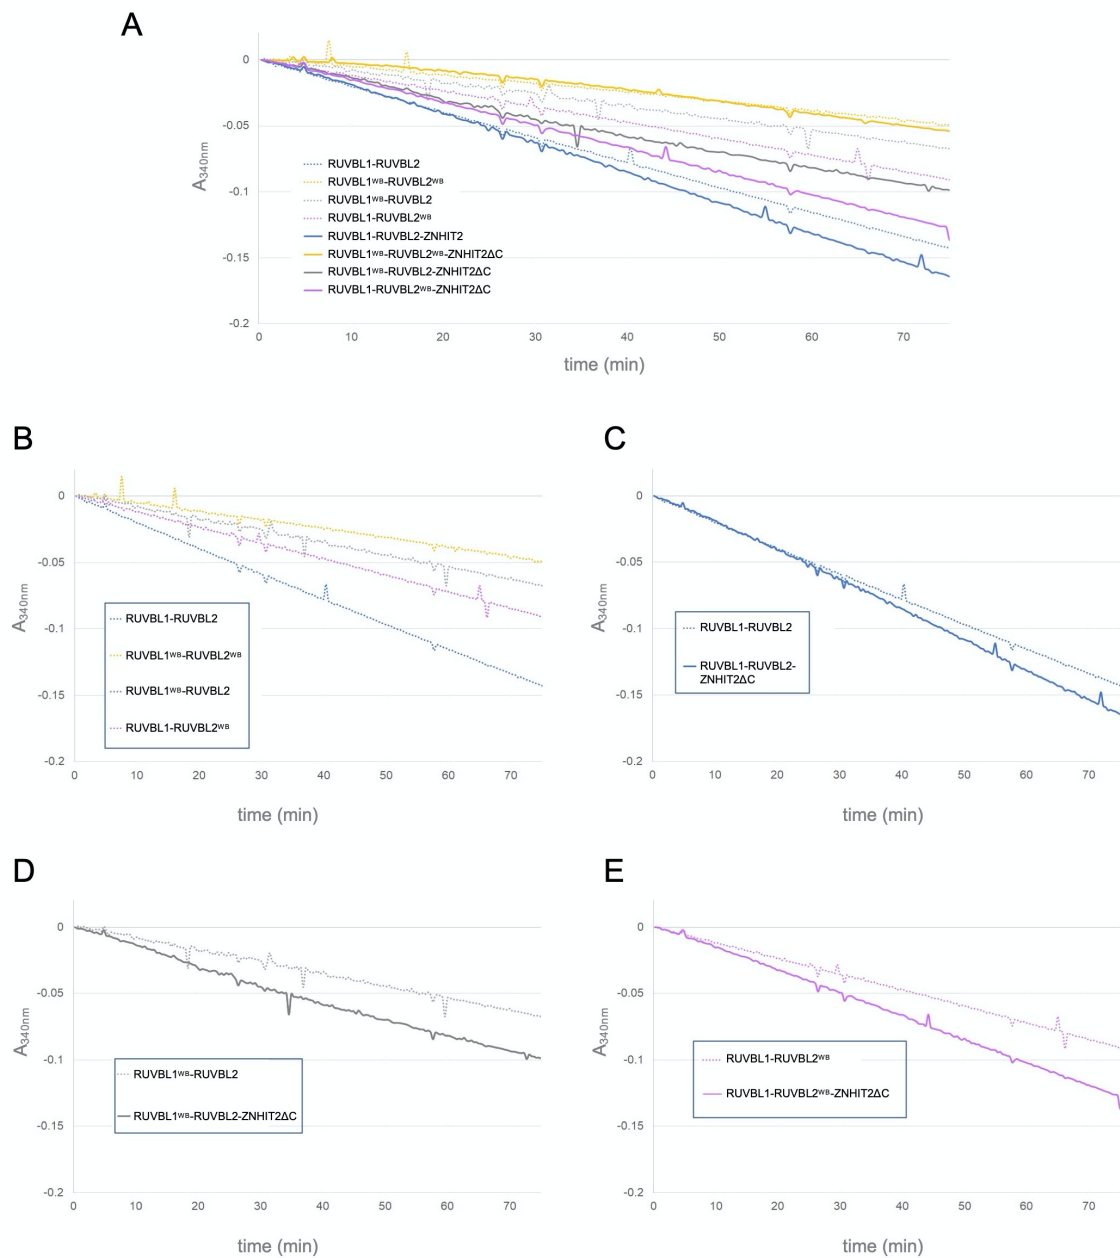 A
0
-0.05
-0.1
-0.15
-0.2
A340nm
RUVBL1-RUVBL2
RUVBL1WB-RUVBL2WB
RUVBL1WB-RUVBL2
RUVBL1-RUVBL2WB
RUVBL1-RUVBL2-ZNHIT2
RUVBL1WB-RUVBL2WB-ZNHIT2ΔC
RUVBL1WB-RUVBL2-ZNHIT2ΔC
RUVBL1-RUVBL2WB-ZNHIT2ΔC
0 10 20 30 40 50 60 70
time (min)
B
0
-0.05
-0.1
-0.15
-0.2
A340nm
RUVBL1-RUVBL2
RUVBL1WB-RUVBL2WB
RUVBL1WB-RUVBL2
RUVBL1-RUVBL2WB
0 10 20 30 40 50 60 70
time (min)
C
0
-0.05
-0.1
-0.15
-0.2
A340nm
RUVBL1-RUVBL2
RUVBL1-RUVBL2-
ZNHIT2ΔC
0 10 20 30 40 50 60 70
time (min)
D
0
-0.05
-0.1
-0.15
-0.2
A340nm
RUVBL1WB-RUVBL2
RUVBL1WB-RUVBL2-ZNHIT2ΔC
0 10 20 30 40 50 60 70
time (min)
E
0
-0.05
-0.1
-0.15
-0.2
A340nm
RUVBL1-RUVBL2WB
RUVBL1-RUVBL2WB-ZNHIT2ΔC
0 10 20 30 40 50 60 70
time (min)